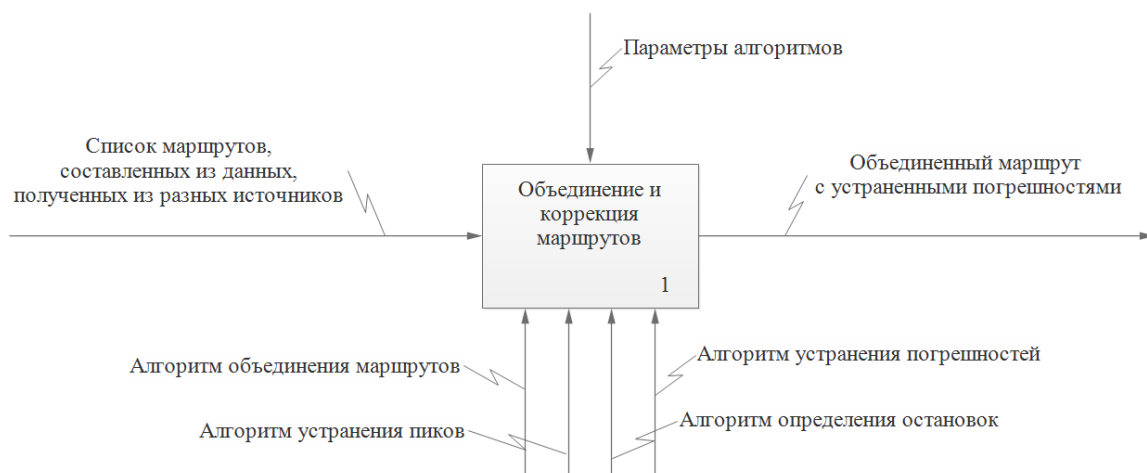 Параметры алгоритмов
Список маршрутов,
составленных из данных,
полученных из разных источников
Объединение и
коррекция
маршрутов
1
Объединенный маршрут
с устраненными погрешностями
Алгоритм объединения маршрутов
Алгоритм устранения погрешностей
Алгоритм устранения пиков
Алгоритм определения остановок